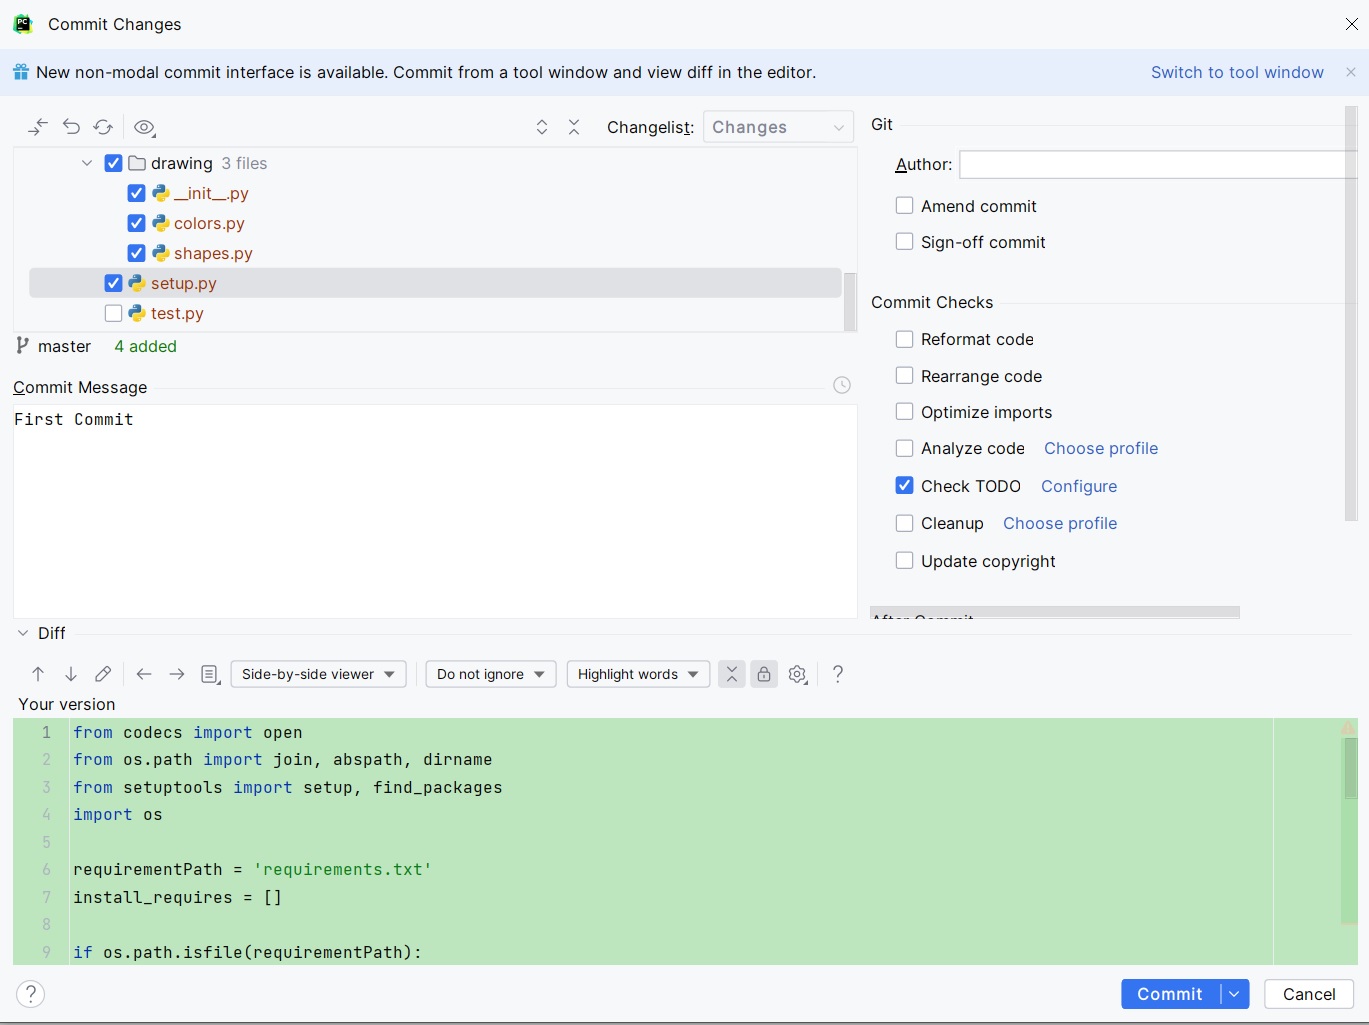 Commit Changes
New non-modal commit interface is available. Commit from a tool window and view diff in the editor.
Switch to tool window
Changelist:
Changes
drawing 3 files
__init__.py
colors.py
shapes.py
setup.py
test.py
master 4 added
Commit Message
First Commit
Git
Author:
Amend commit
Sign-off commit
Commit Checks
Reformat code
Rearrange code
Optimize imports
Analyze code Choose profile
Check TODO Configure
Cleanup Choose profile
Update copyright
After Commit
Diff
Side-by-side viewer
Do not ignore
Highlight words
?
Your version
1 from codecs import open
2 from os.path import join, abspath, dirname
3 from setuptools import setup, find_packages
4 import os
5
6 requirementPath = 'requirements.txt'
7 install_requires = []
8
9 if os.path.isfile(requirementPath):
?
Commit
Cancel